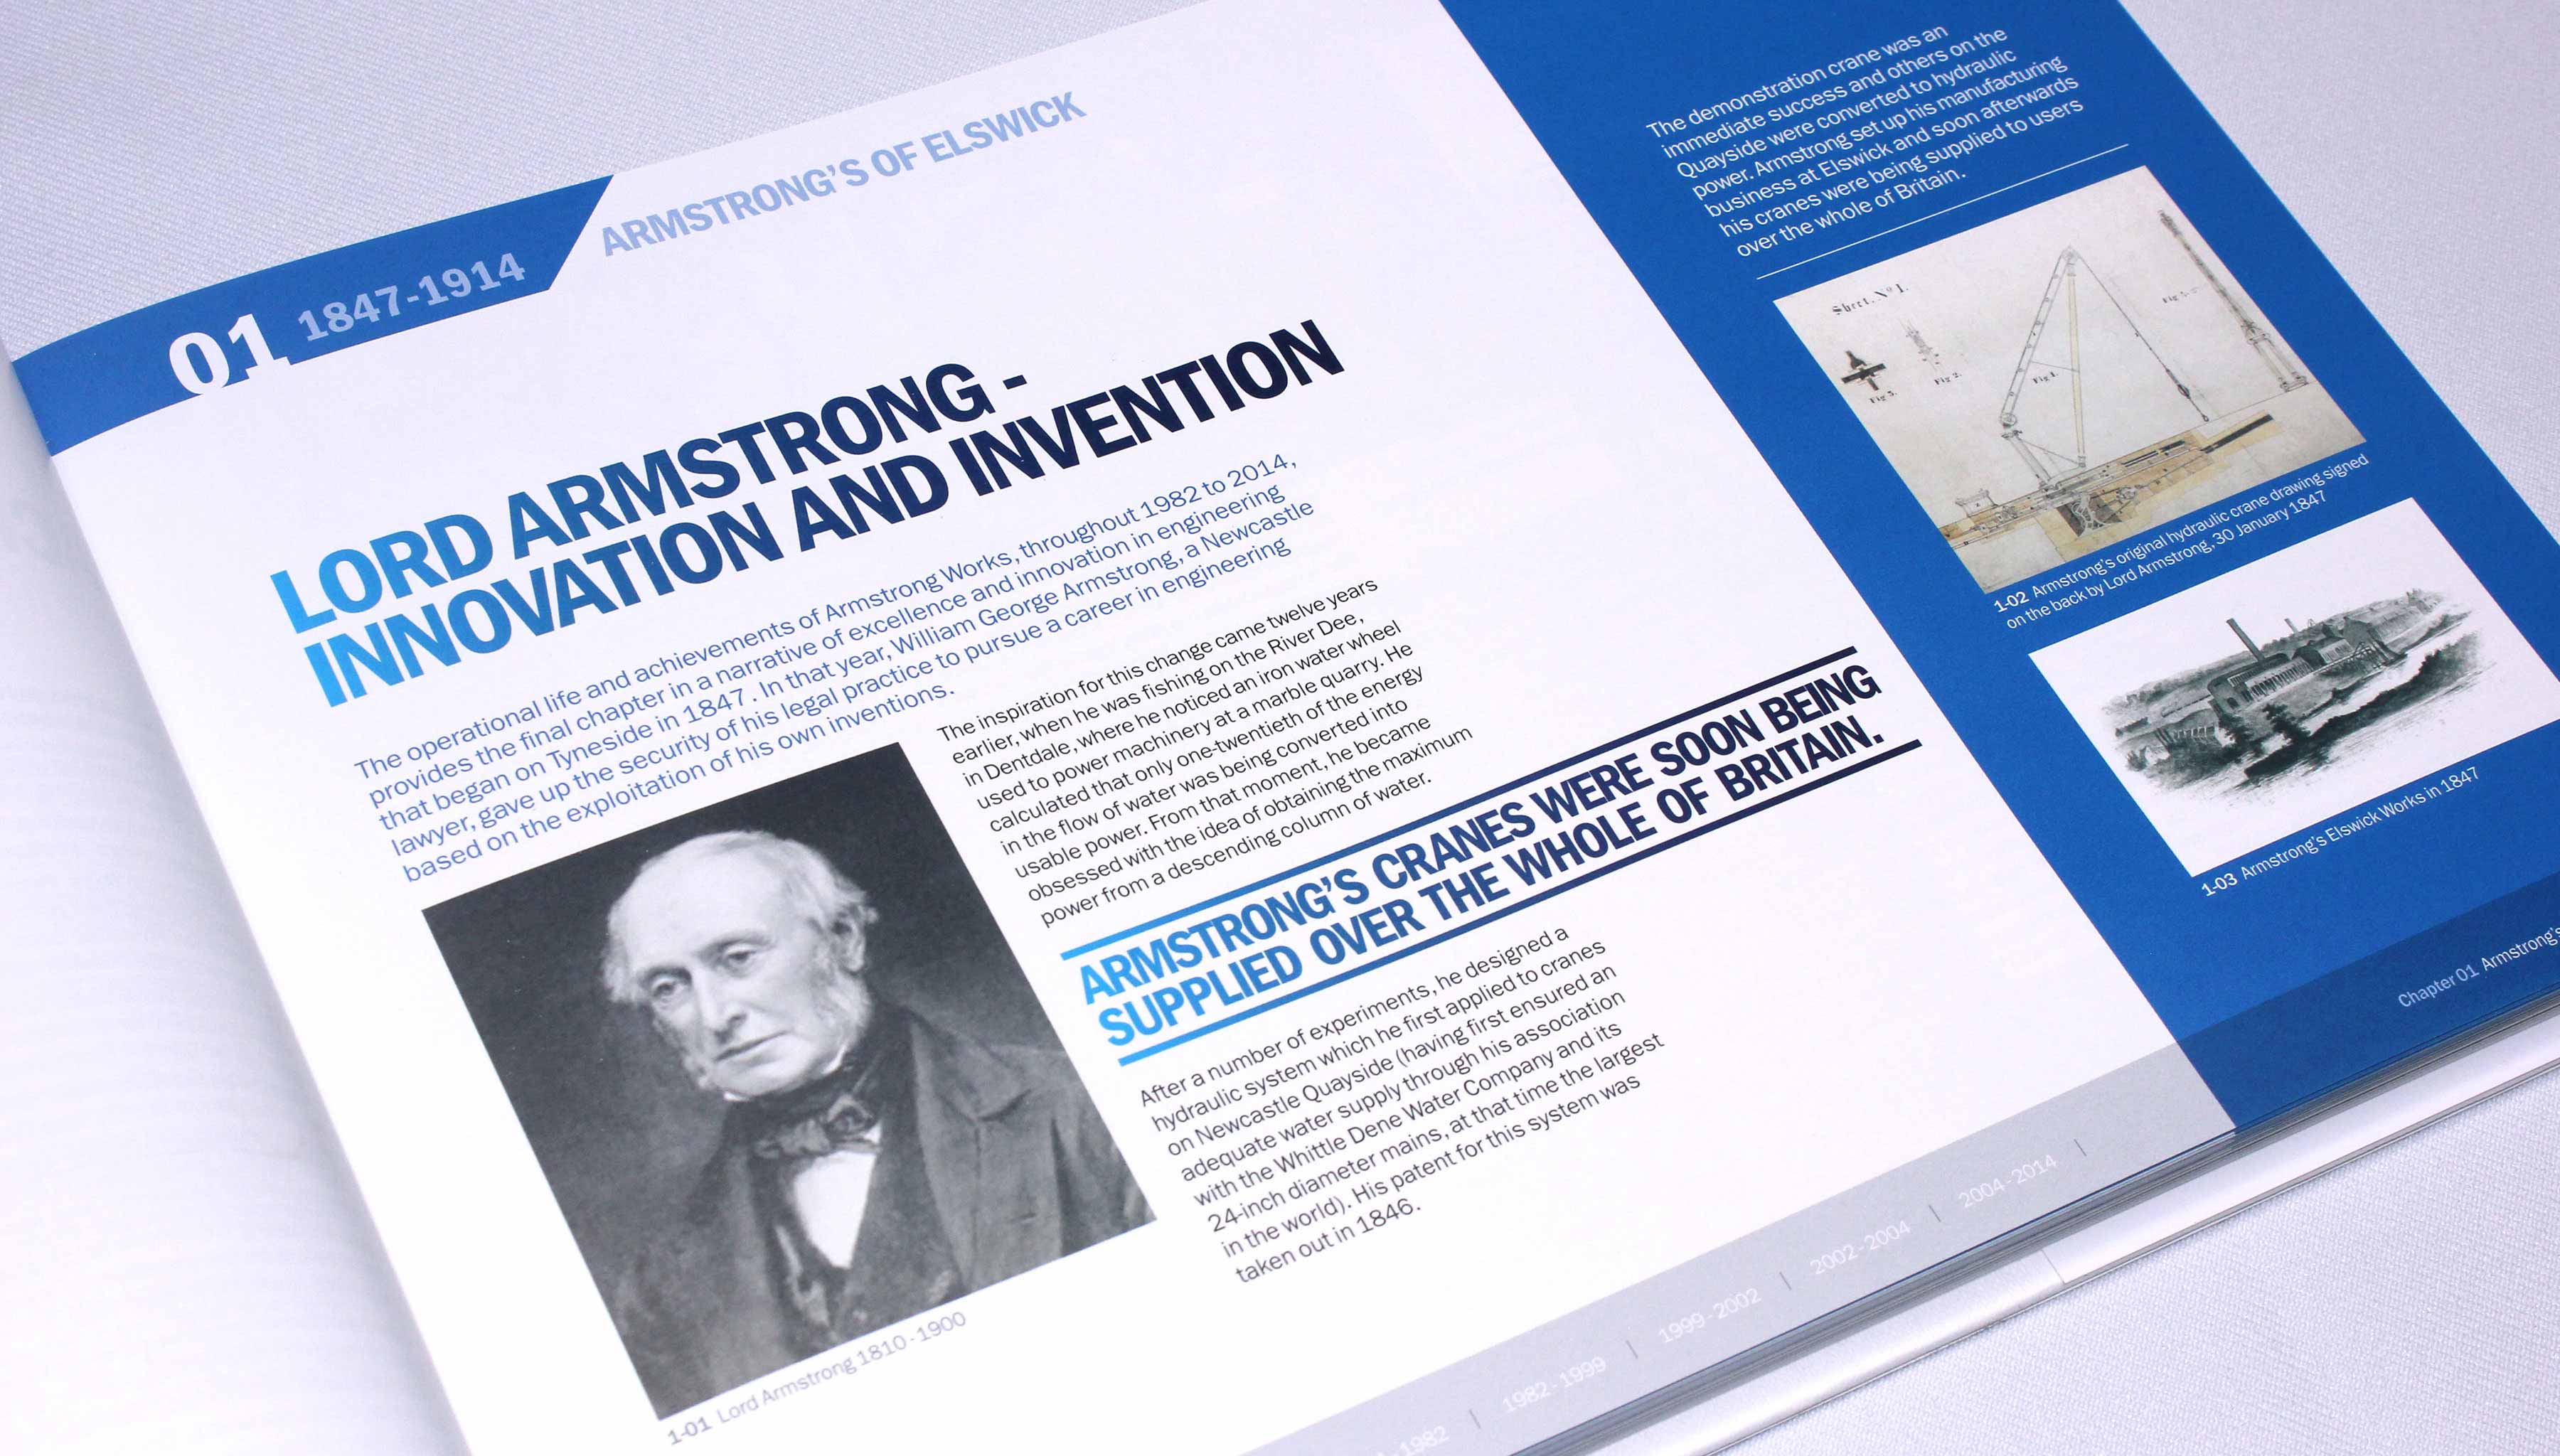 01 1847-1914
ARMSTRONG'S OF ELSWICK
LORD ARMSTRONG -
INNOVATION AND INVENTION
The operational life and achievements of Armstrong Works, throughout 1982 to 2014,
provides the final chapter in a narrative of excellence and innovation in engineering
that began on Tyneside in 1847. In that year, William George Armstrong, a Newcastle
lawyer, gave up the security of his legal practice to pursue a career in engineering
based on the exploitation of his own inventions.
1-01 Lord Armstrong 1810-1900
The inspiration for this change came twelve years
earlier, when he was fishing on the River Dee,
in Dentdale, where he noticed an iron water wheel
used to power machinery at a marble quarry. He
calculated that only one-twentieth of the energy
in the flow of water was being converted into
usable power. From that moment, he became
obsessed with the idea of obtaining the maximum
power from a descending column of water.
ARMSTRONG'S CRANES WERE SOON BEING
SUPPLIED OVER THE WHOLE OF BRITAIN.
After a number of experiments, he designed a
hydraulic system which he first applied to cranes
on Newcastle Quayside (having first ensured an
adequate water supply through his association
with the Whittle Dene Water Company and its
24-inch diameter mains, at that time the largest
in the world). His patent for this system was
taken out in 1846.
The demonstration crane was an
immediate success and others on the
Quayside were converted to hydraulic
power. Armstrong set up his manufacturing
business at Elswick and soon afterwards
his cranes were being supplied to users
over the whole of Britain.
Sheet. Nº 1.
Fig 5.
Fig 2.
Fig 1.
1-02 Armstrong's original hydraulic crane drawing signed
on the back by Lord Armstrong, 30 January 1847
1-03 Armstrong's Elswick Works in 1847
Chapter 01 Armstrong's
-1982 | 1982-1999 | 1999-2002 | 2002-2004 | 2004-2014 |